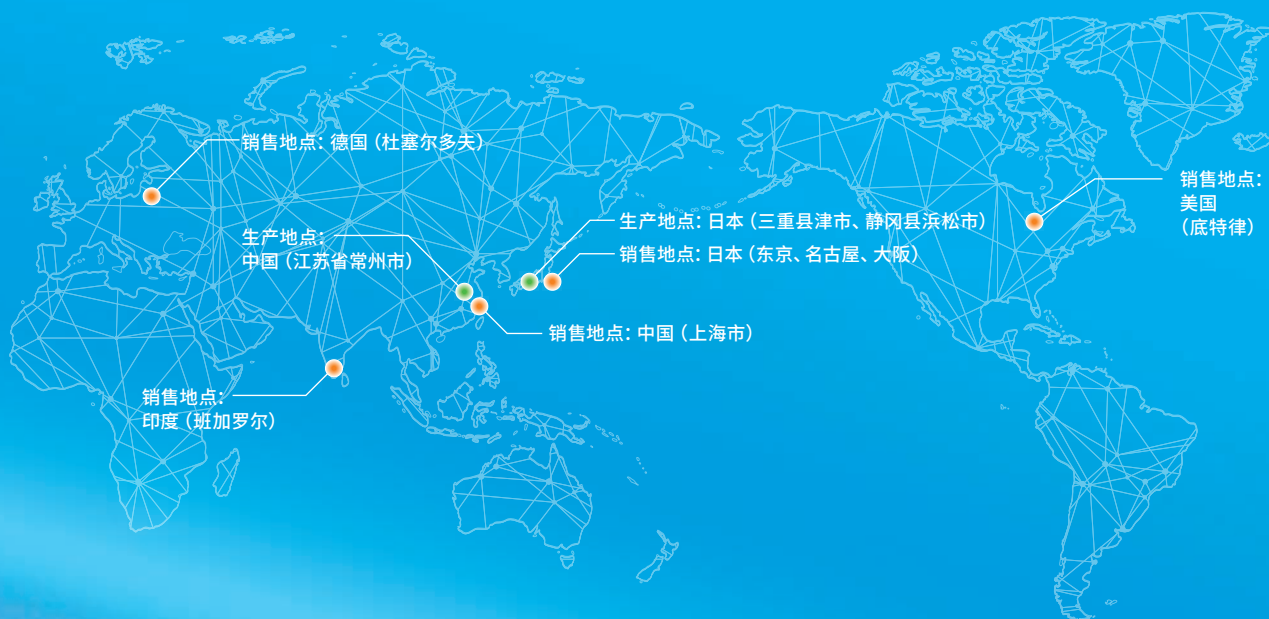 销售地点：德国（杜塞尔多夫）
销售地点：
美国
（底特律）
生产地点：日本（三重县津市、静冈县浜松市）
生产地点：
中国（江苏省常州市）
销售地点：日本（东京、名古屋、大阪）
销售地点：中国（上海市）
销售地点：
印度（班加罗尔）